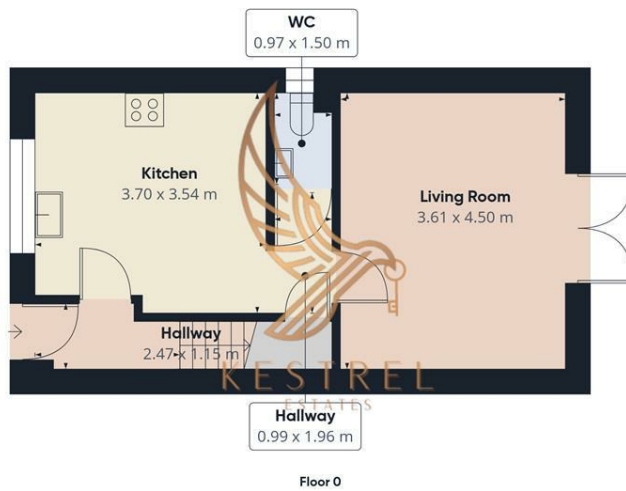 WC
0.97 x 1.50 m
Kitchen
3.70 x 3.54 m
Living Room
3.61 x 4.50 m
Hallway
2.47 x 1.15 m
KESTREL
ESTATES
Hallway
0.99 x 1.96 m
Floor 0